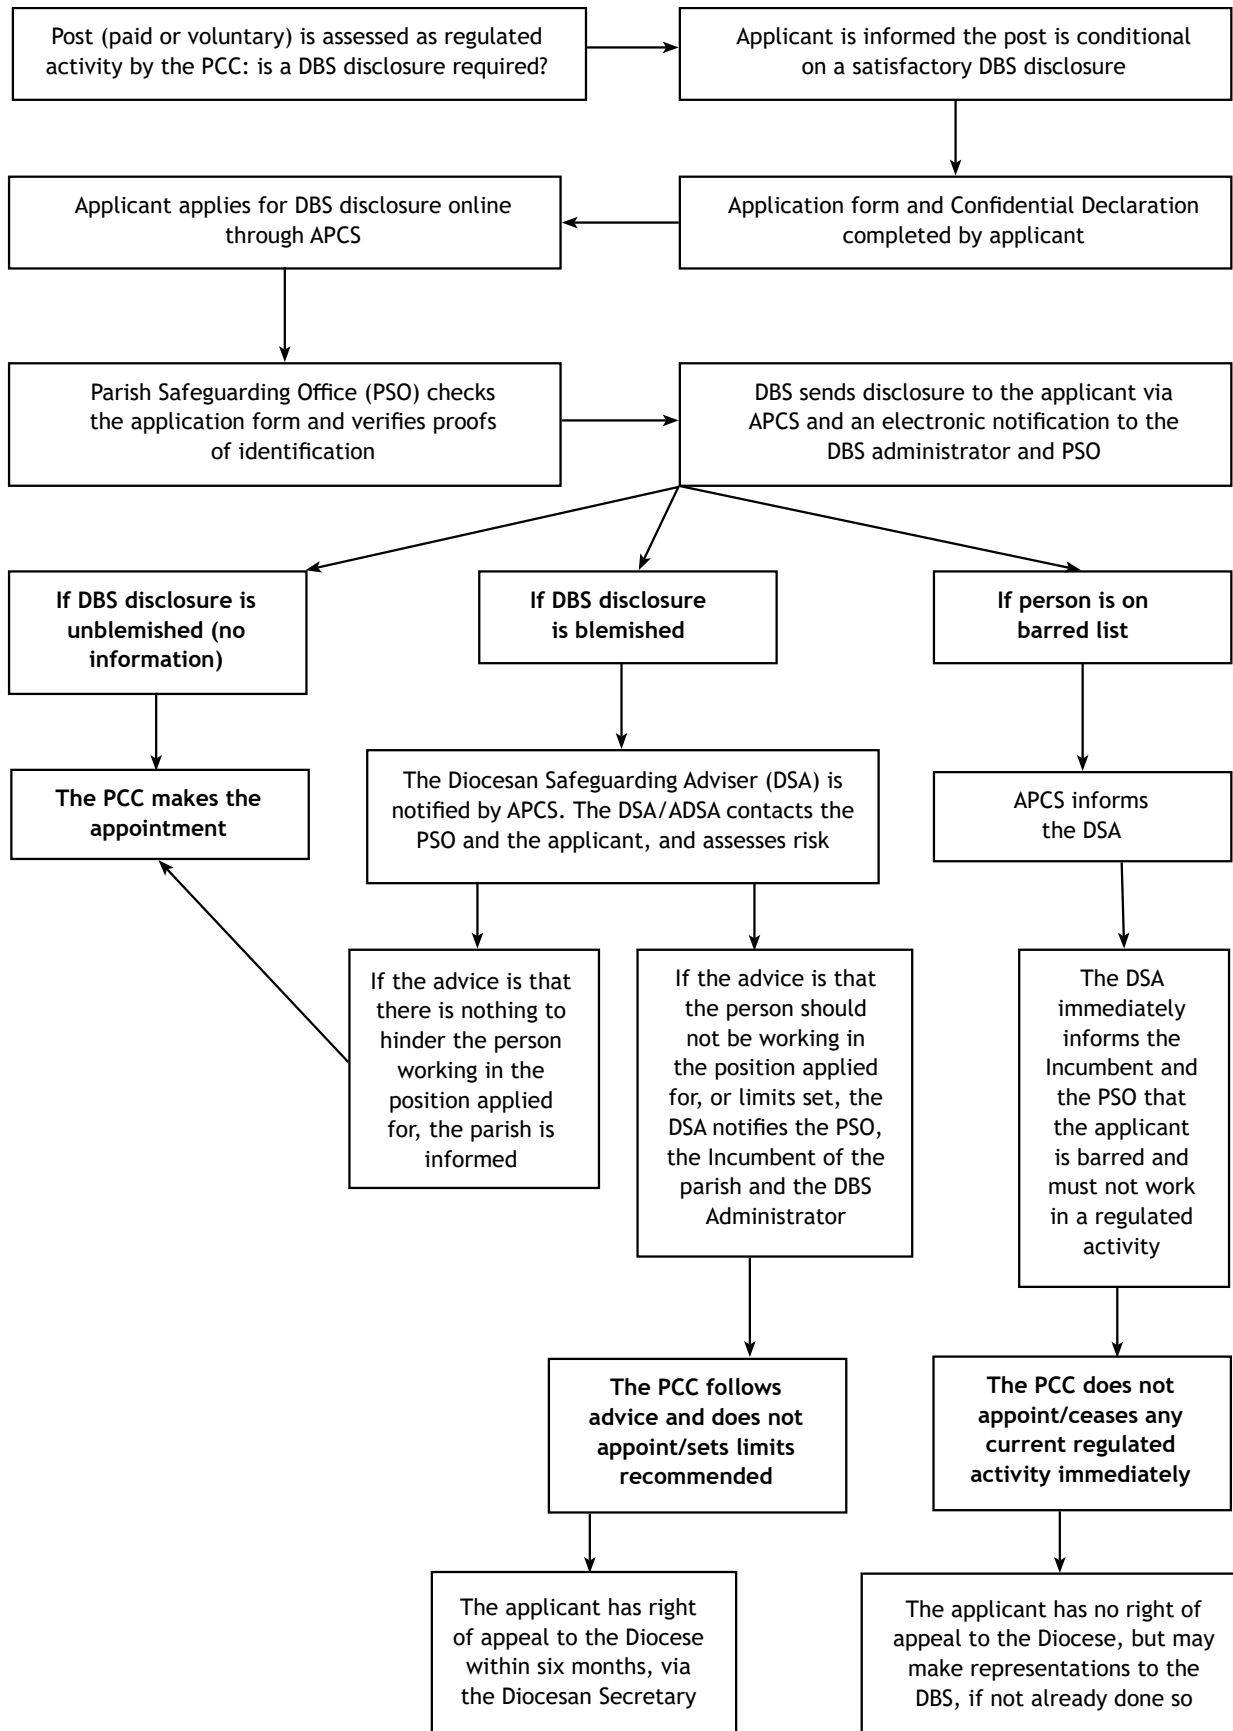 Post (paid or voluntary) is assessed as regulated
activity by the PCC: is a DBS disclosure required?
Applicant is informed the post is conditional
on a satisfactory DBS disclosure
Application form and Confidential Declaration
completed by applicant
Applicant applies for DBS disclosure online
through APCS
Parish Safeguarding Office (PSO) checks
the application form and verifies proofs
of identification
DBS sends disclosure to the applicant via
APCS and an electronic notification to the
DBS administrator and PSO
If DBS disclosure is
unblemished (no
information)
The PCC makes the
appointment
If DBS disclosure
is blemished
The Diocesan Safeguarding Adviser (DSA) is
notified by APCS. The DSA/ADSA contacts the
PSO and the applicant, and assesses risk
If the advice is that
there is nothing to
hinder the person
working in the
position applied
for, the parish is
informed
If the advice is that
the person should
not be working in
the position applied
for, or limits set, the
DSA notifies the PSO,
the Incumbent of the
parish and the DBS
Administrator
The PCC follows
advice and does not
appoint/sets limits
recommended
The applicant has right
of appeal to the Diocese
within six months, via
the Diocesan Secretary
If person is on
barred list
APCS informs
the DSA
The DSA
immediately
informs the
Incumbent and
the PSO that
the applicant
is barred and
must not work
in a regulated
activity
The PCC does not
appoint/ceases any
current regulated
activity immediately
The applicant has no right of
appeal to the Diocese, but may
make representations to the
DBS, if not already done so